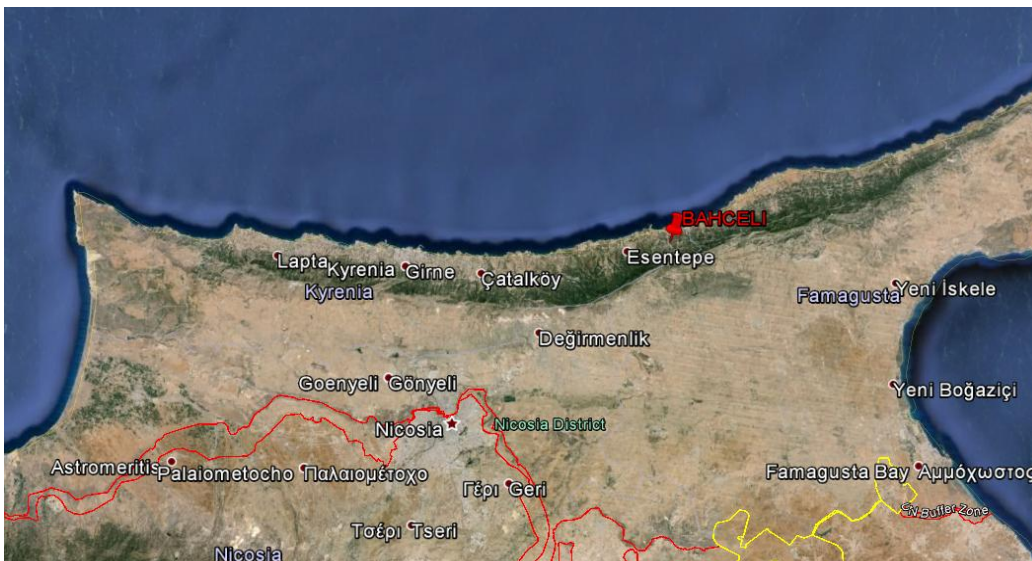 BAHCELI
Lapta
Kyrenia Girne
Çatalköy
Esentepe
Kyrenia
Famagusta
Yeni İskele
Değirmenlik
Goenyeli Gönyeli
Yeni Boğaziçi
Nicosia
Nicosia District
Astromeritis
Palaiometocho Παλαιομέτοχο
Famagusta Bay Αμμόχωστος
Γέρι Geri
UN Buffer Zone
Τσέρι Tseri
Nicosia